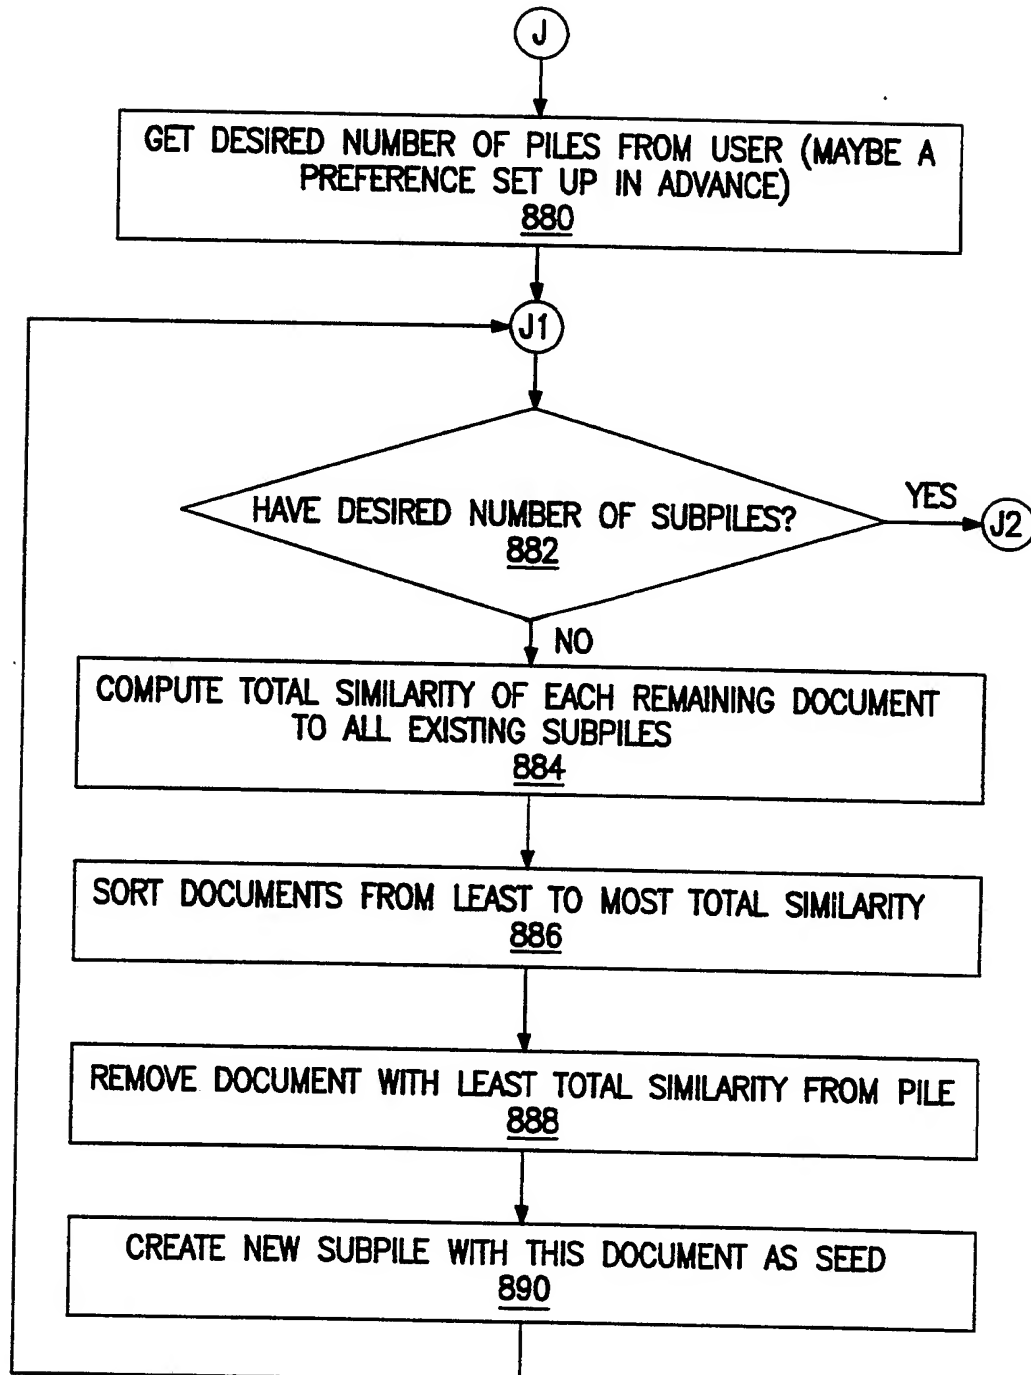 J
GET DESIRED NUMBER OF PILES FROM USER (MAYBE A
PREFERENCE SET UP IN ADVANCE)
880
J1
HAVE DESIRED NUMBER OF SUBPILES?
882
YES
J2
NO
COMPUTE TOTAL SIMILARITY OF EACH REMAINING DOCUMENT
TO ALL EXISTING SUBPILES
884
SORT DOCUMENTS FROM LEAST TO MOST TOTAL SIMILARITY
886
REMOVE DOCUMENT WITH LEAST TOTAL SIMILARITY FROM PILE
888
CREATE NEW SUBPILE WITH THIS DOCUMENT AS SEED
890